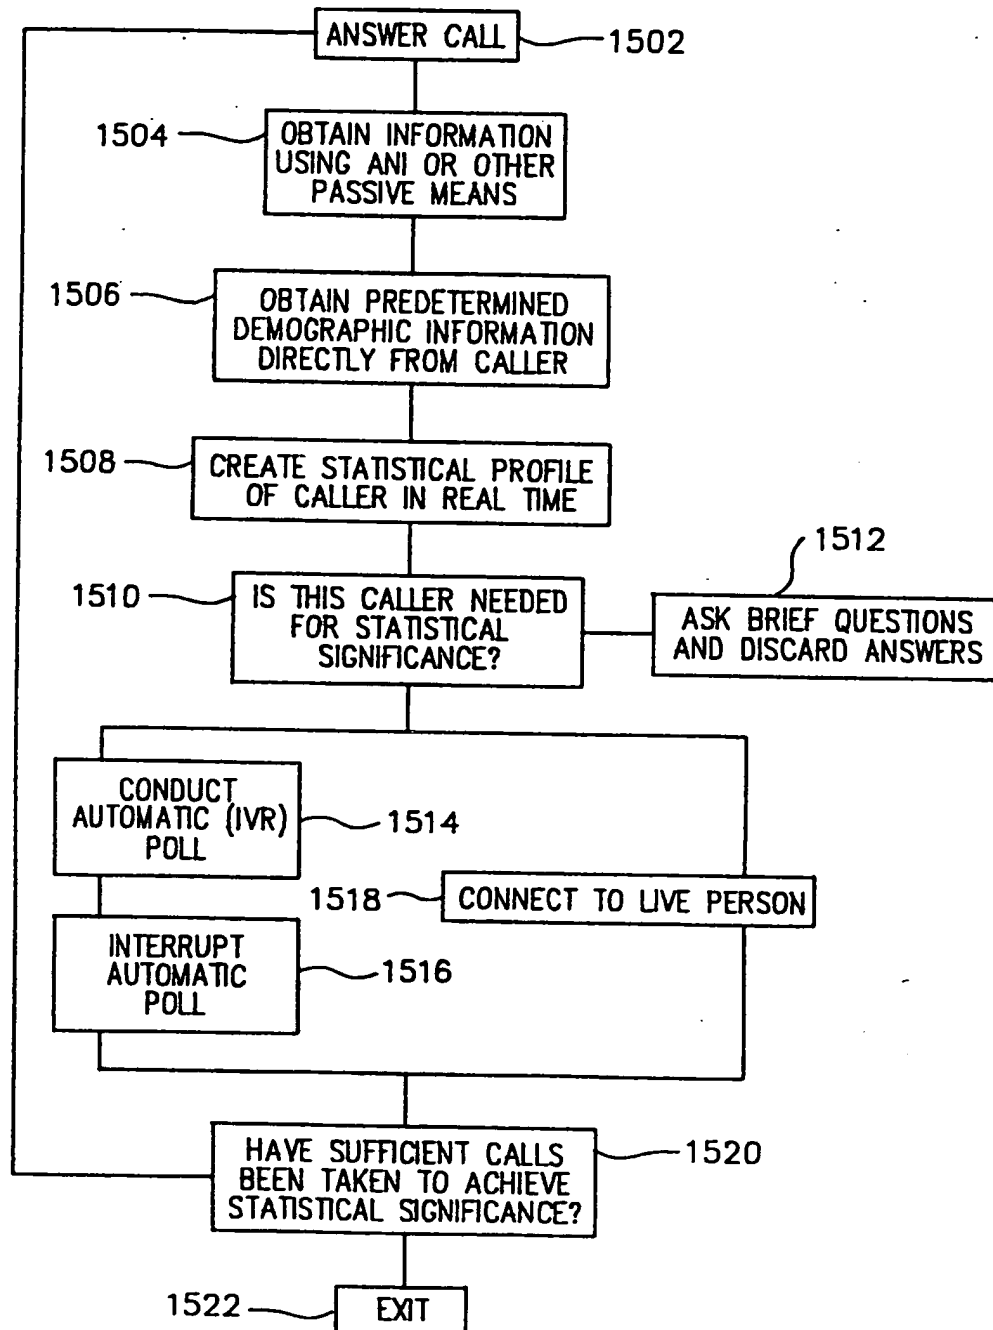 ANSWER CALL
1502
1504
OBTAIN INFORMATION
USING ANI OR OTHER
PASSIVE MEANS
1506
OBTAIN PREDETERMINED
DEMOGRAPHIC INFORMATION
DIRECTLY FROM CALLER
1508
CREATE STATISTICAL PROFILE
OF CALLER IN REAL TIME
1510
IS THIS CALLER NEEDED
FOR STATISTICAL
SIGNIFICANCE?
1512
ASK BRIEF QUESTIONS
AND DISCARD ANSWERS
CONDUCT
AUTOMATIC (IVR)
POLL
1514
1518
CONNECT TO LIVE PERSON
INTERRUPT
AUTOMATIC
POLL
1516
HAVE SUFFICIENT CALLS
BEEN TAKEN TO ACHIEVE
STATISTICAL SIGNIFICANCE?
1520
1522
EXIT